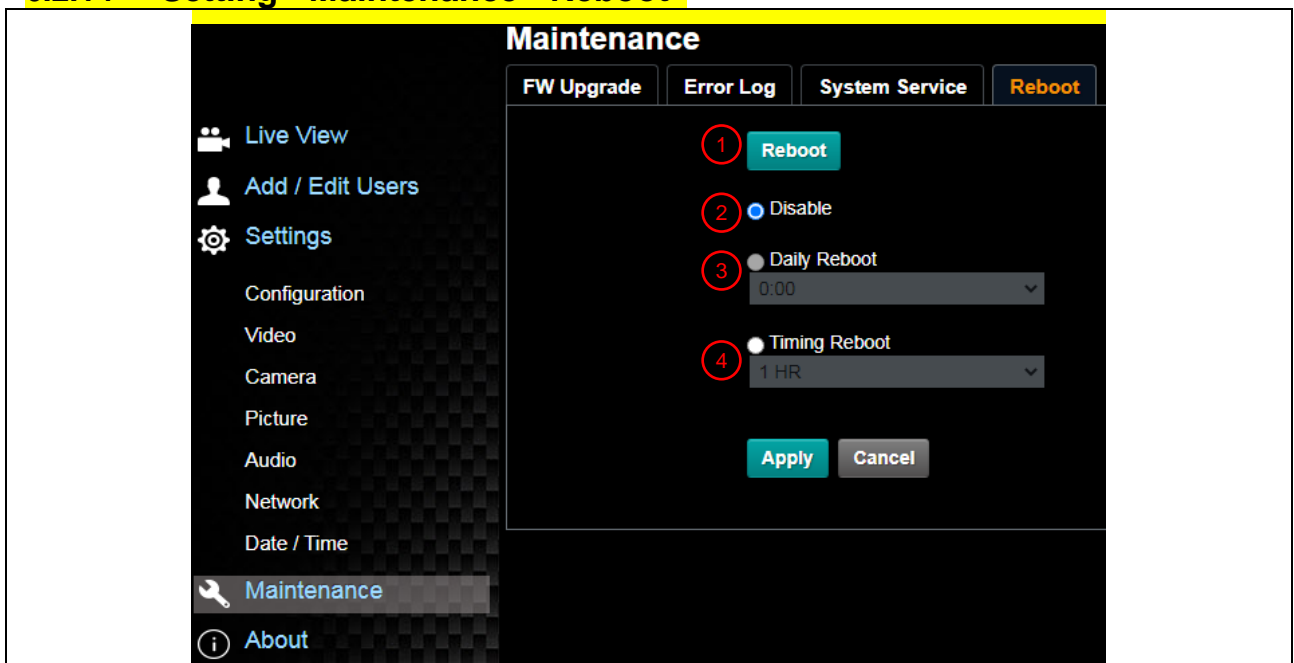 Maintenance
FW Upgrade Error Log System Service Reboot
Live View
Add / Edit Users
Settings
Configuration
Video
Camera
Picture
Audio
Network
Date / Time
Maintenance
About
1 Reboot
2 Disable
3 Daily Reboot
0:00
4 Timing Reboot
1 HR
Apply Cancel